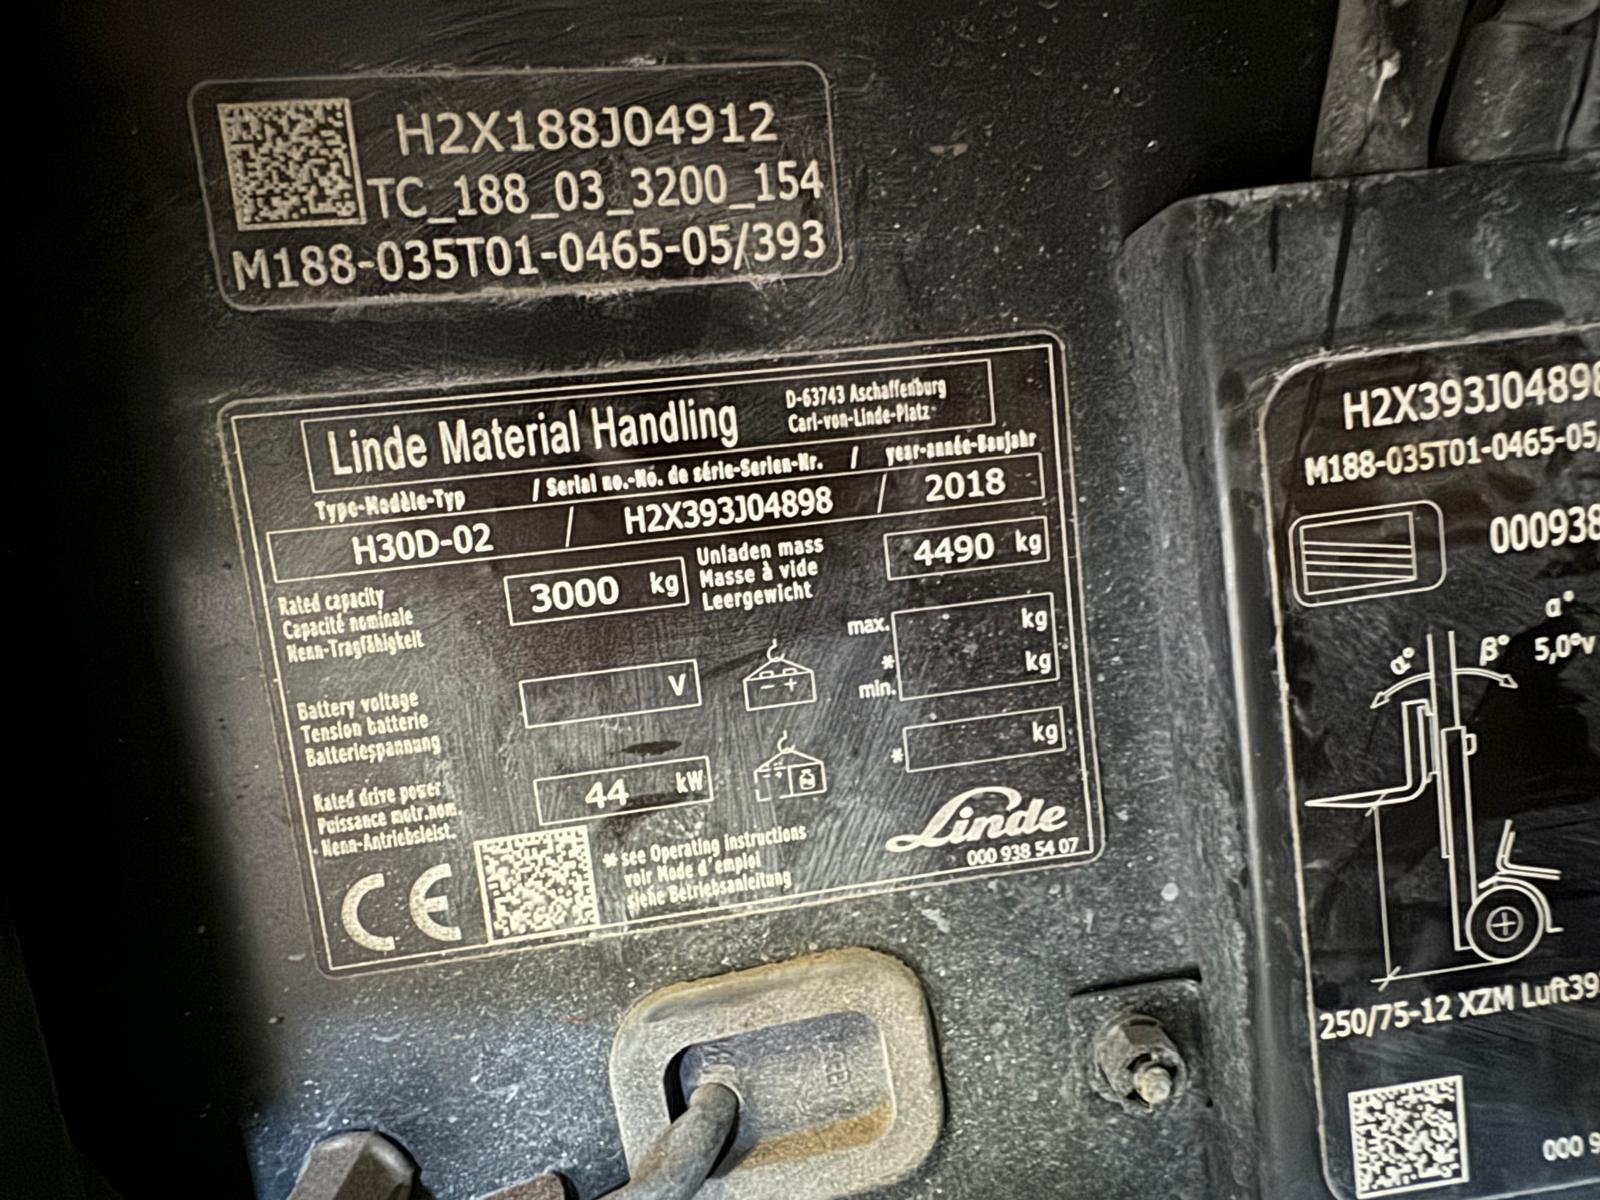 H2X188J04912
TC_188_03_3200_154
M188-035T01-0465-05/393
Linde Material Handling
D-63743 Aschaffenburg
Carl-von-Linde-Platz
Type-Modèle-Typ / Serial no.-No. de série-Serien-Nr. / year-année-Baujahr
H30D-02 / H2X393J04898 / 2018
Rated capacity
Capacité nominale
Nenn-Tragfähigkeit
3000 kg
Unladen mass
Masse à vide
Leergewicht
4490 kg
Battery voltage
Tension batterie
Batteriespannung
V
- +
max. kg
* kg
min.
Rated drive power
Puissance motr.nom.
Nenn-Antriebsleist.
44 kW
* kg
CE
* see Operating Instructions
voir Mode d'emploi
siehe Betriebsanleitung
Linde
000 938 54 07
H2X393J04898
M188-035T01-0465-05/
000938
α°
α° β° 5,0°v
250/75-12 XZM Luft39
000 9